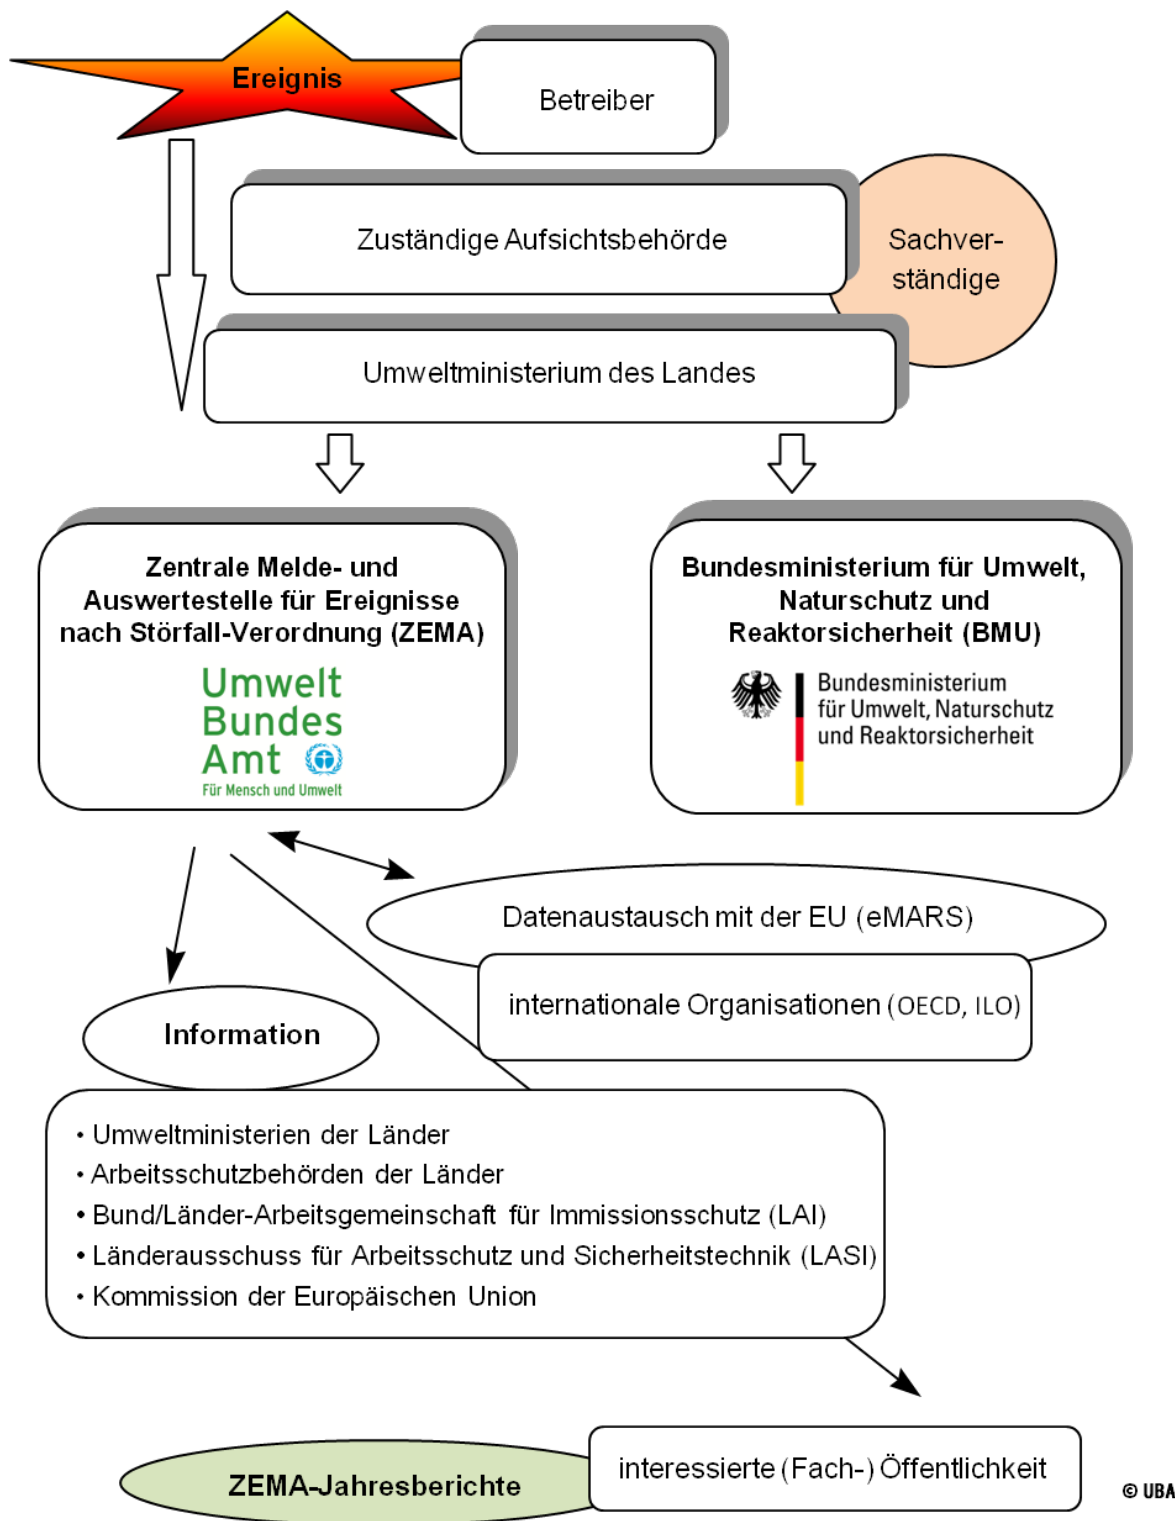 Ereignis
Betreiber
Zuständige Aufsichtsbehörde
Sachver-
ständige
Umweltministerium des Landes
Zentrale Melde- und
Auswertestelle für Ereignisse
nach Störfall-Verordnung (ZEMA)
Umwelt
Bundes
Amt
Für Mensch und Umwelt
Bundesministerium für Umwelt,
Naturschutz und
Reaktorsicherheit (BMU)
Bundesministerium
für Umwelt, Naturschutz
und Reaktorsicherheit
Datenaustausch mit der EU (eMARS)
internationale Organisationen (OECD, ILO)
Information
• Umweltministerien der Länder
• Arbeitsschutzbehörden der Länder
• Bund/Länder-Arbeitsgemeinschaft für Immissionsschutz (LAI)
• Länderausschuss für Arbeitsschutz und Sicherheitstechnik (LASI)
• Kommission der Europäischen Union
ZEMA-Jahresberichte
interessierte (Fach-) Öffentlichkeit
© UBA